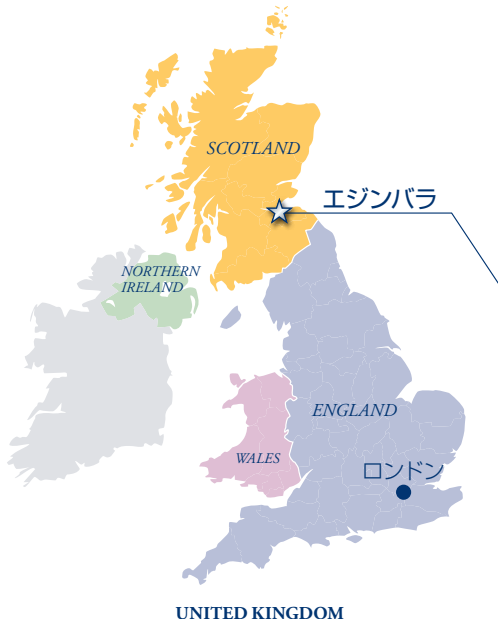 SCOTLAND
エジンバラ
NORTHERN
IRELAND
ENGLAND
WALES
ロンドン
UNITED KINGDOM